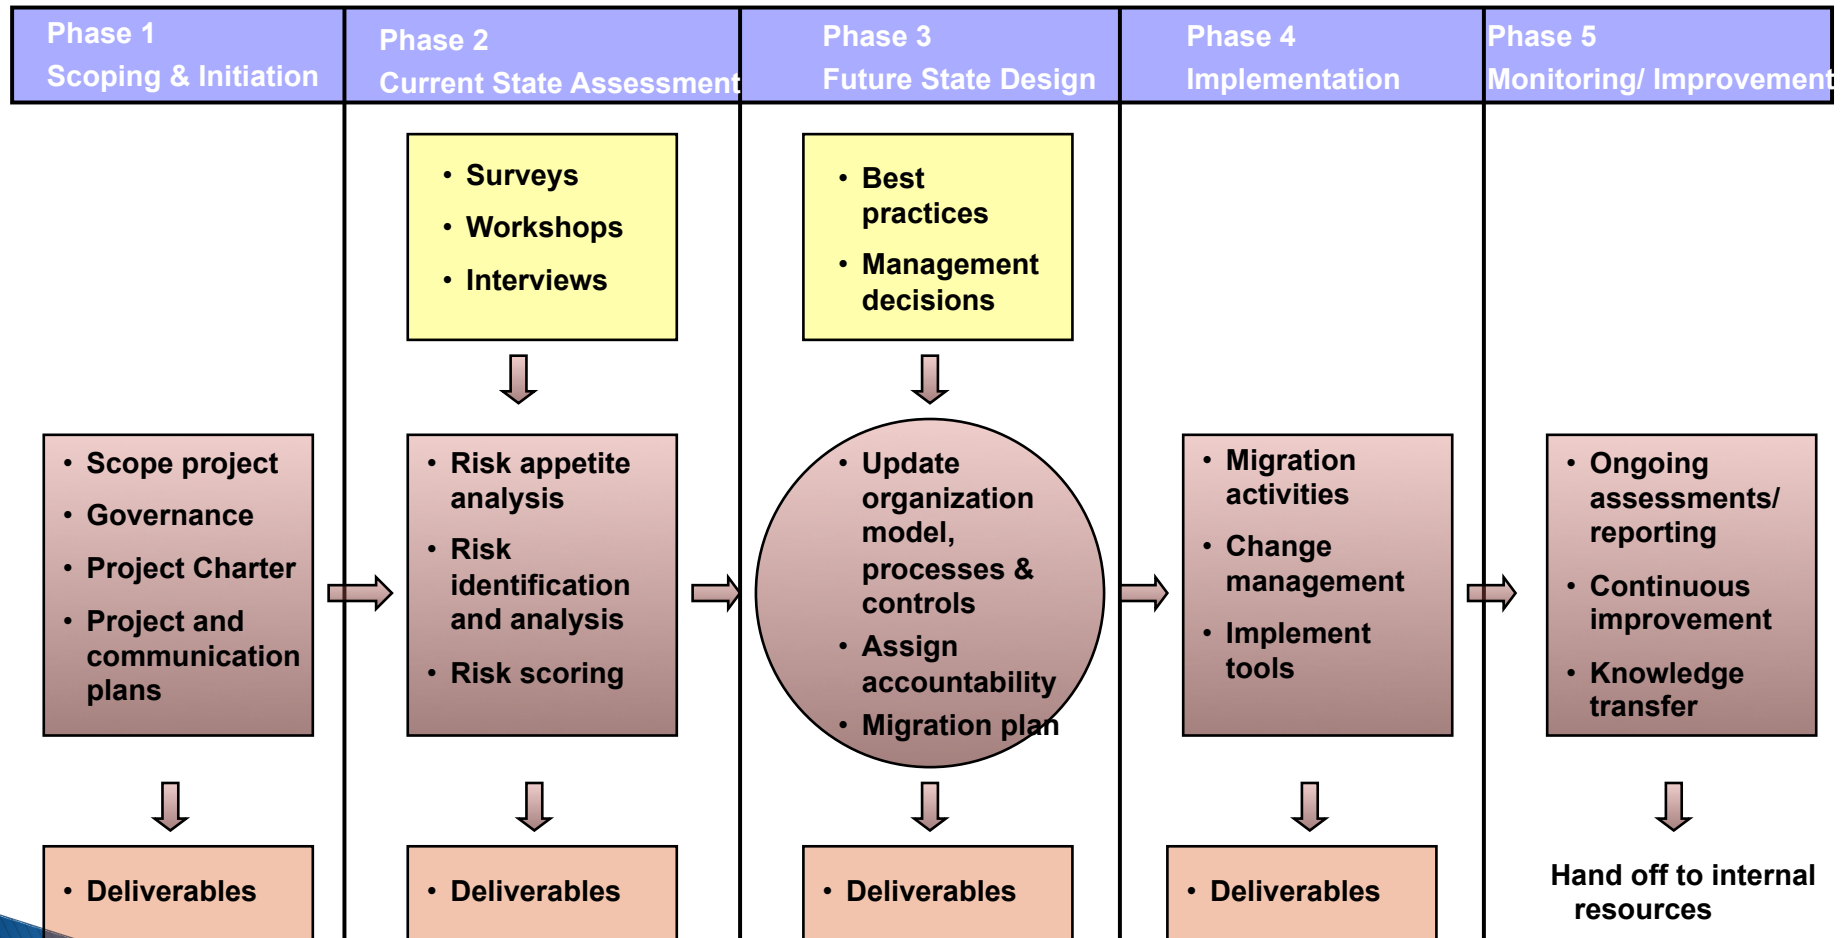 Phase 1
Scoping & Initiation
Phase 2
Current State Assessment
Phase 3
Future State Design
Phase 4
Implementation
Phase 5
Monitoring/ Improvement
• Surveys
• Workshops
• Interviews
• Best
practices
• Management
decisions
• Scope project
• Governance
• Project Charter
• Project and
communication
plans
• Risk appetite
analysis
• Risk
identification
and analysis
• Risk scoring
• Update
organization
model,
processes &
controls
• Assign
accountability
• Migration plan
• Migration
activities
• Change
management
• Implement
tools
• Ongoing
assessments/
reporting
• Continuous
improvement
• Knowledge
transfer
• Deliverables
• Deliverables
• Deliverables
• Deliverables
Hand off to internal
resources